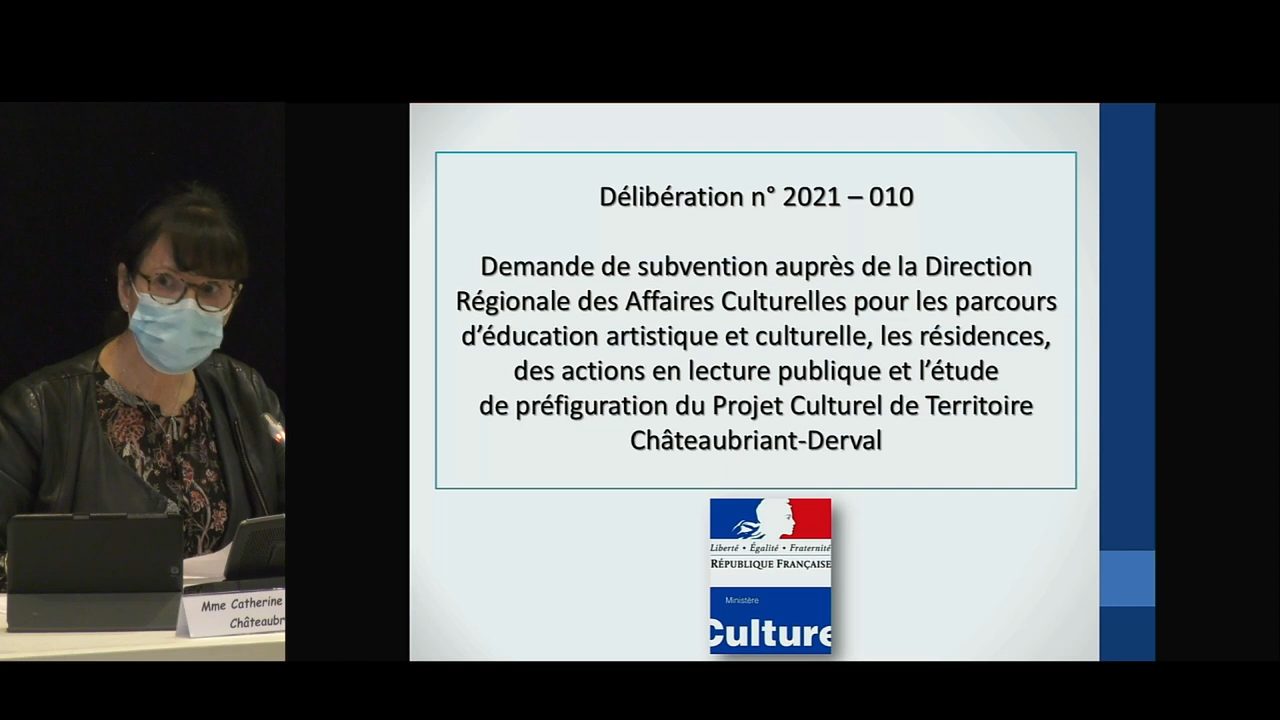 Délibération n° 2021 – 010
Demande de subvention auprès de la Direction
Régionale des Affaires Culturelles pour les parcours
d'éducation artistique et culturelle, les résidences,
des actions en lecture publique et l'étude
de préfiguration du Projet Culturel de Territoire
Châteaubriant-Derval
Liberté • Égalité • Fraternité
RÉPUBLIQUE FRANÇAISE
Ministère
Culture
Mme Catherine
Châteaubr